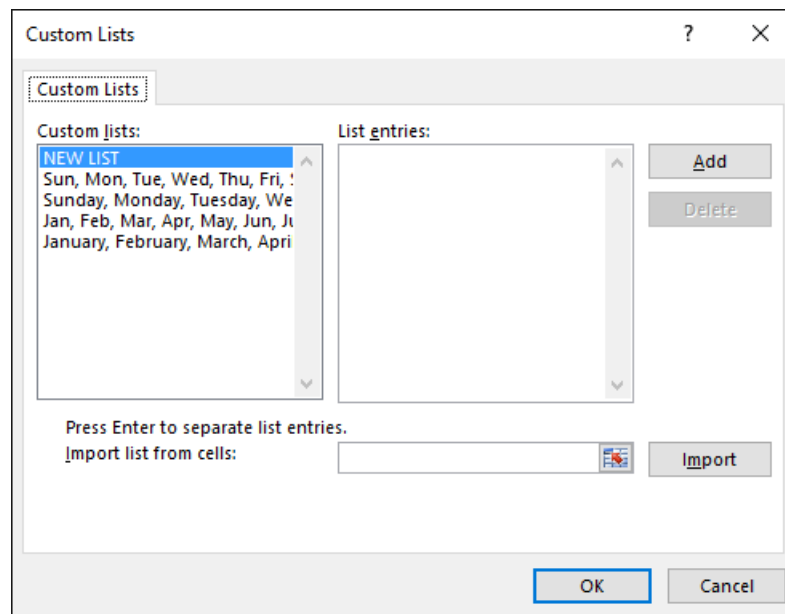 Custom Lists
?
Custom Lists
Custom lists:
List entries:
NEW LIST
Sun, Mon, Tue, Wed, Thu, Fri,
Sunday, Monday, Tuesday, We
Jan, Feb, Mar, Apr, May, Jun, Ju
January, February, March, Apri
Add
Delete
Press Enter to separate list entries.
Import list from cells:
Import
OK
Cancel